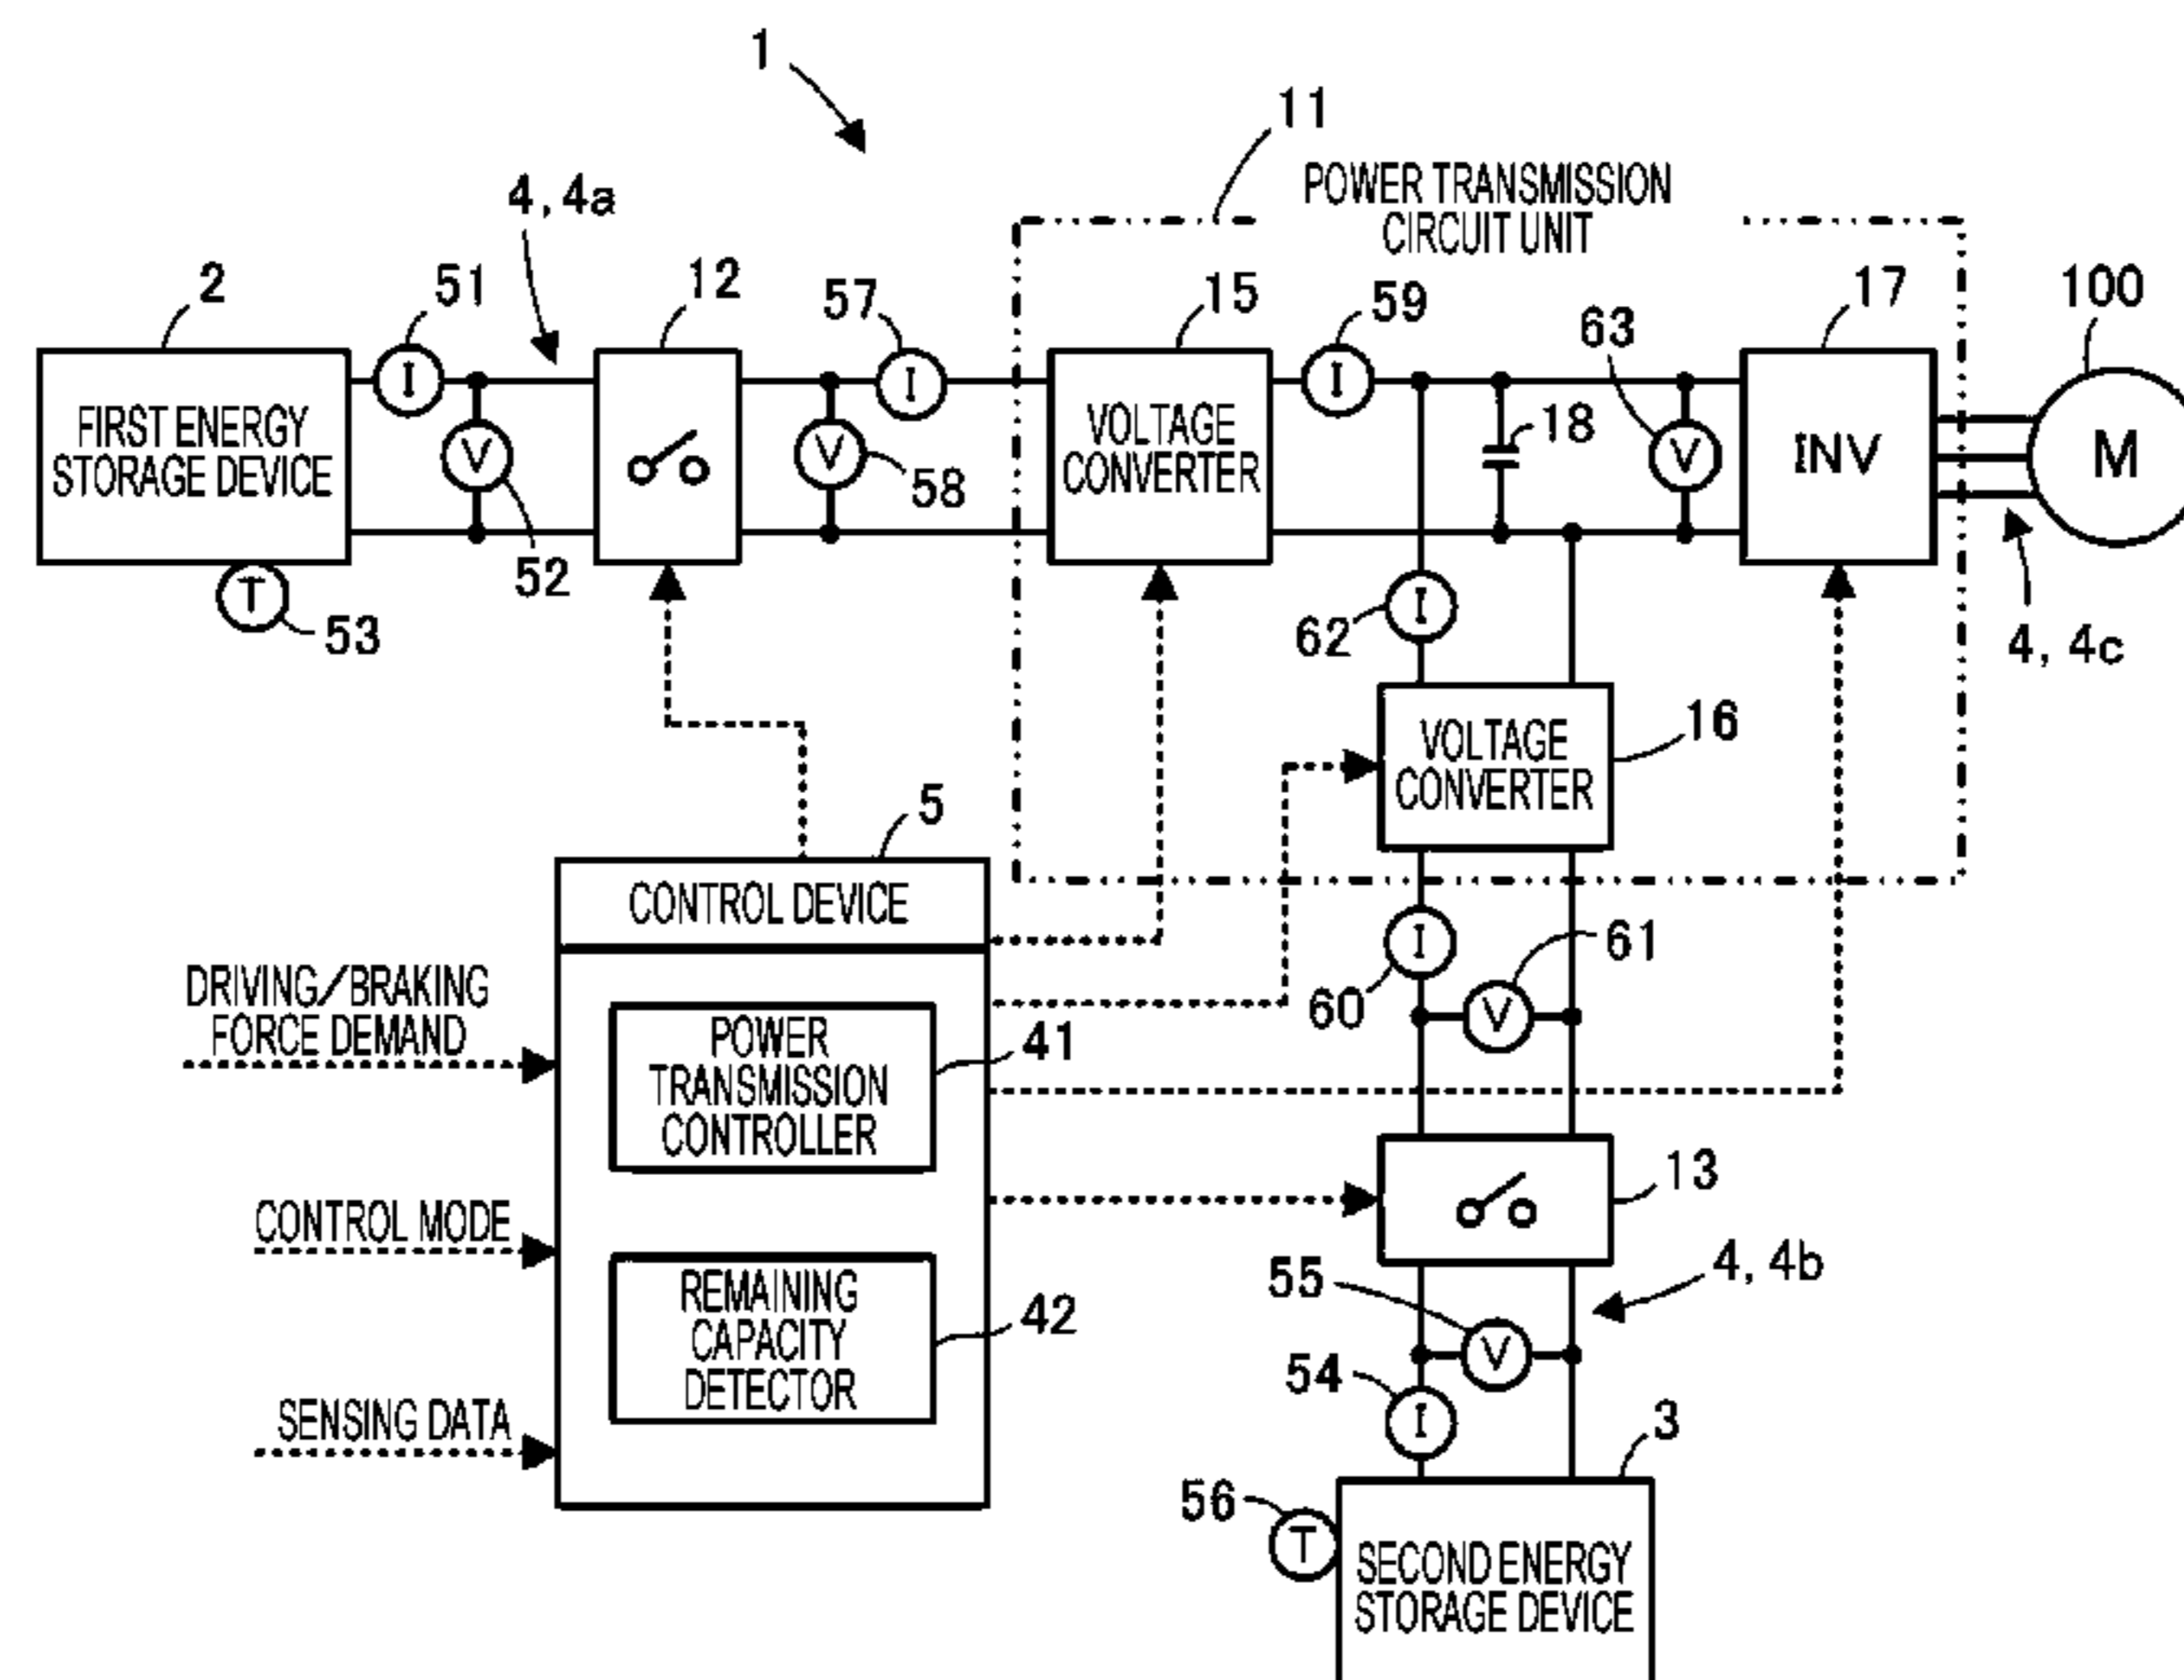 1
11
POWER TRANSMISSION
CIRCUIT UNIT
4, 4a
2
51
12
57
15
59
63
17
100
FIRST ENERGY
STORAGE DEVICE
I
V
I
V
VOLTAGE
CONVERTER
I
18
V
INV
M
52
58
T
53
I
62
4, 4c
VOLTAGE
CONVERTER
16
5
CONTROL DEVICE
DRIVING/BRAKING
FORCE DEMAND
POWER
TRANSMISSION
CONTROLLER
41
I
60
V
61
CONTROL MODE
13
REMAINING
CAPACITY
DETECTOR
42
4, 4b
55
V
54
I
SENSING DATA
3
56
T
SECOND ENERGY
STORAGE DEVICE